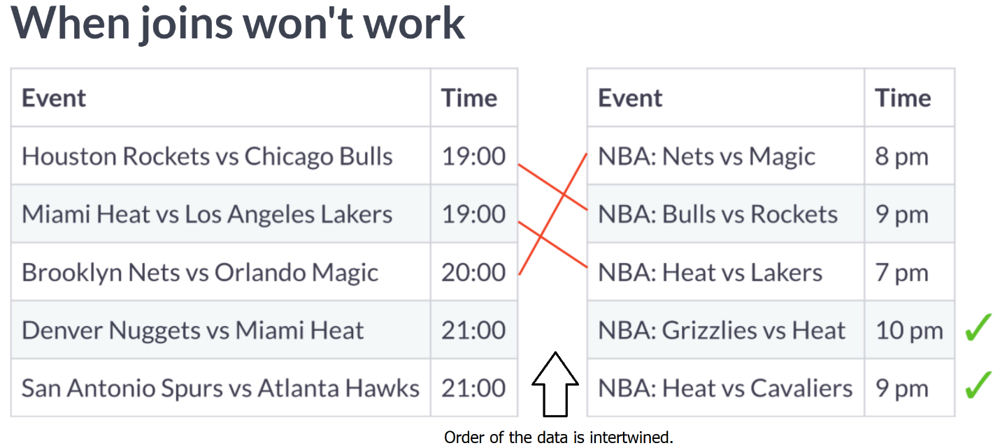 When joins won't work
Event Time Event Time
Houston Rockets vs Chicago Bulls 19:00 NBA: Nets vs Magic 8 pm
Miami Heat vs Los Angeles Lakers 19:00 NBA: Bulls vs Rockets 9 pm
Brooklyn Nets vs Orlando Magic 20:00 NBA: Heat vs Lakers 7 pm
Denver Nuggets vs Miami Heat 21:00 NBA: Grizzlies vs Heat 10 pm
San Antonio Spurs vs Atlanta Hawks 21:00 NBA: Heat vs Cavaliers 9 pm
Order of the data is intertwined.